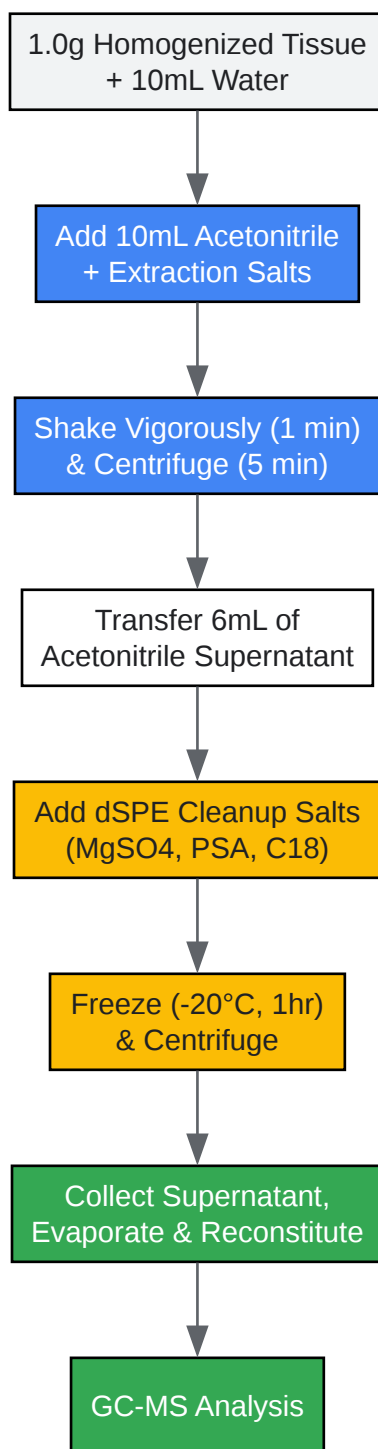 1.0g Homogenized Tissue
+ 10mL Water
Add 10mL Acetonitrile
+ Extraction Salts
Shake Vigorously (1 min)
& Centrifuge (5 min)
Transfer 6mL of
Acetonitrile Supernatant
Add dSPE Cleanup Salts
(MgSO4, PSA, C18)
Freeze (-20°C, 1hr)
& Centrifuge
Collect Supernatant,
Evaporate & Reconstitute
GC-MS Analysis